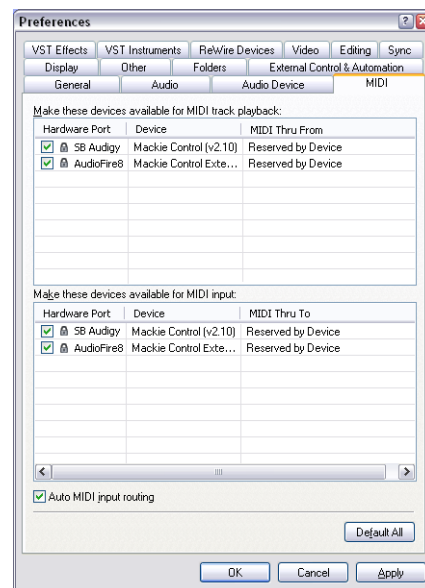 Preferences
VST Effects VST Instruments ReWire Devices Video Editing Sync
Display Other Folders External Control & Automation
General Audio Audio Device MIDI
Make these devices available for MIDI track playback:
Hardware Port Device MIDI Thru From
SB Audigy Mackie Control (v2.10) Reserved by Device
AudioFire8 Mackie Control Exte... Reserved by Device
Make these devices available for MIDI input:
Hardware Port Device MIDI Thru To
SB Audigy Mackie Control (v2.10) Reserved by Device
AudioFire8 Mackie Control Exte... Reserved by Device
Auto MIDI input routing
Default All
OK Cancel Apply